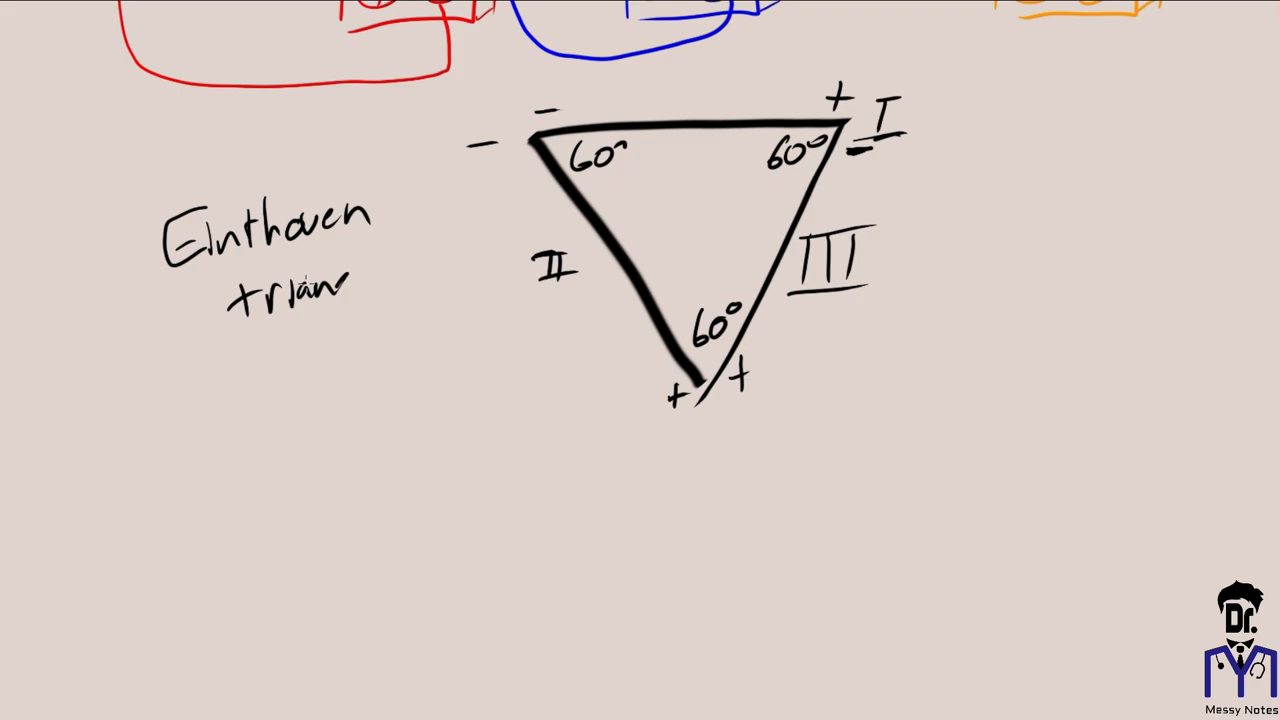 - +
I
-
60° 60°
Einthoven
trian
II
III
60°
+ +
Dr.
Messy Notes